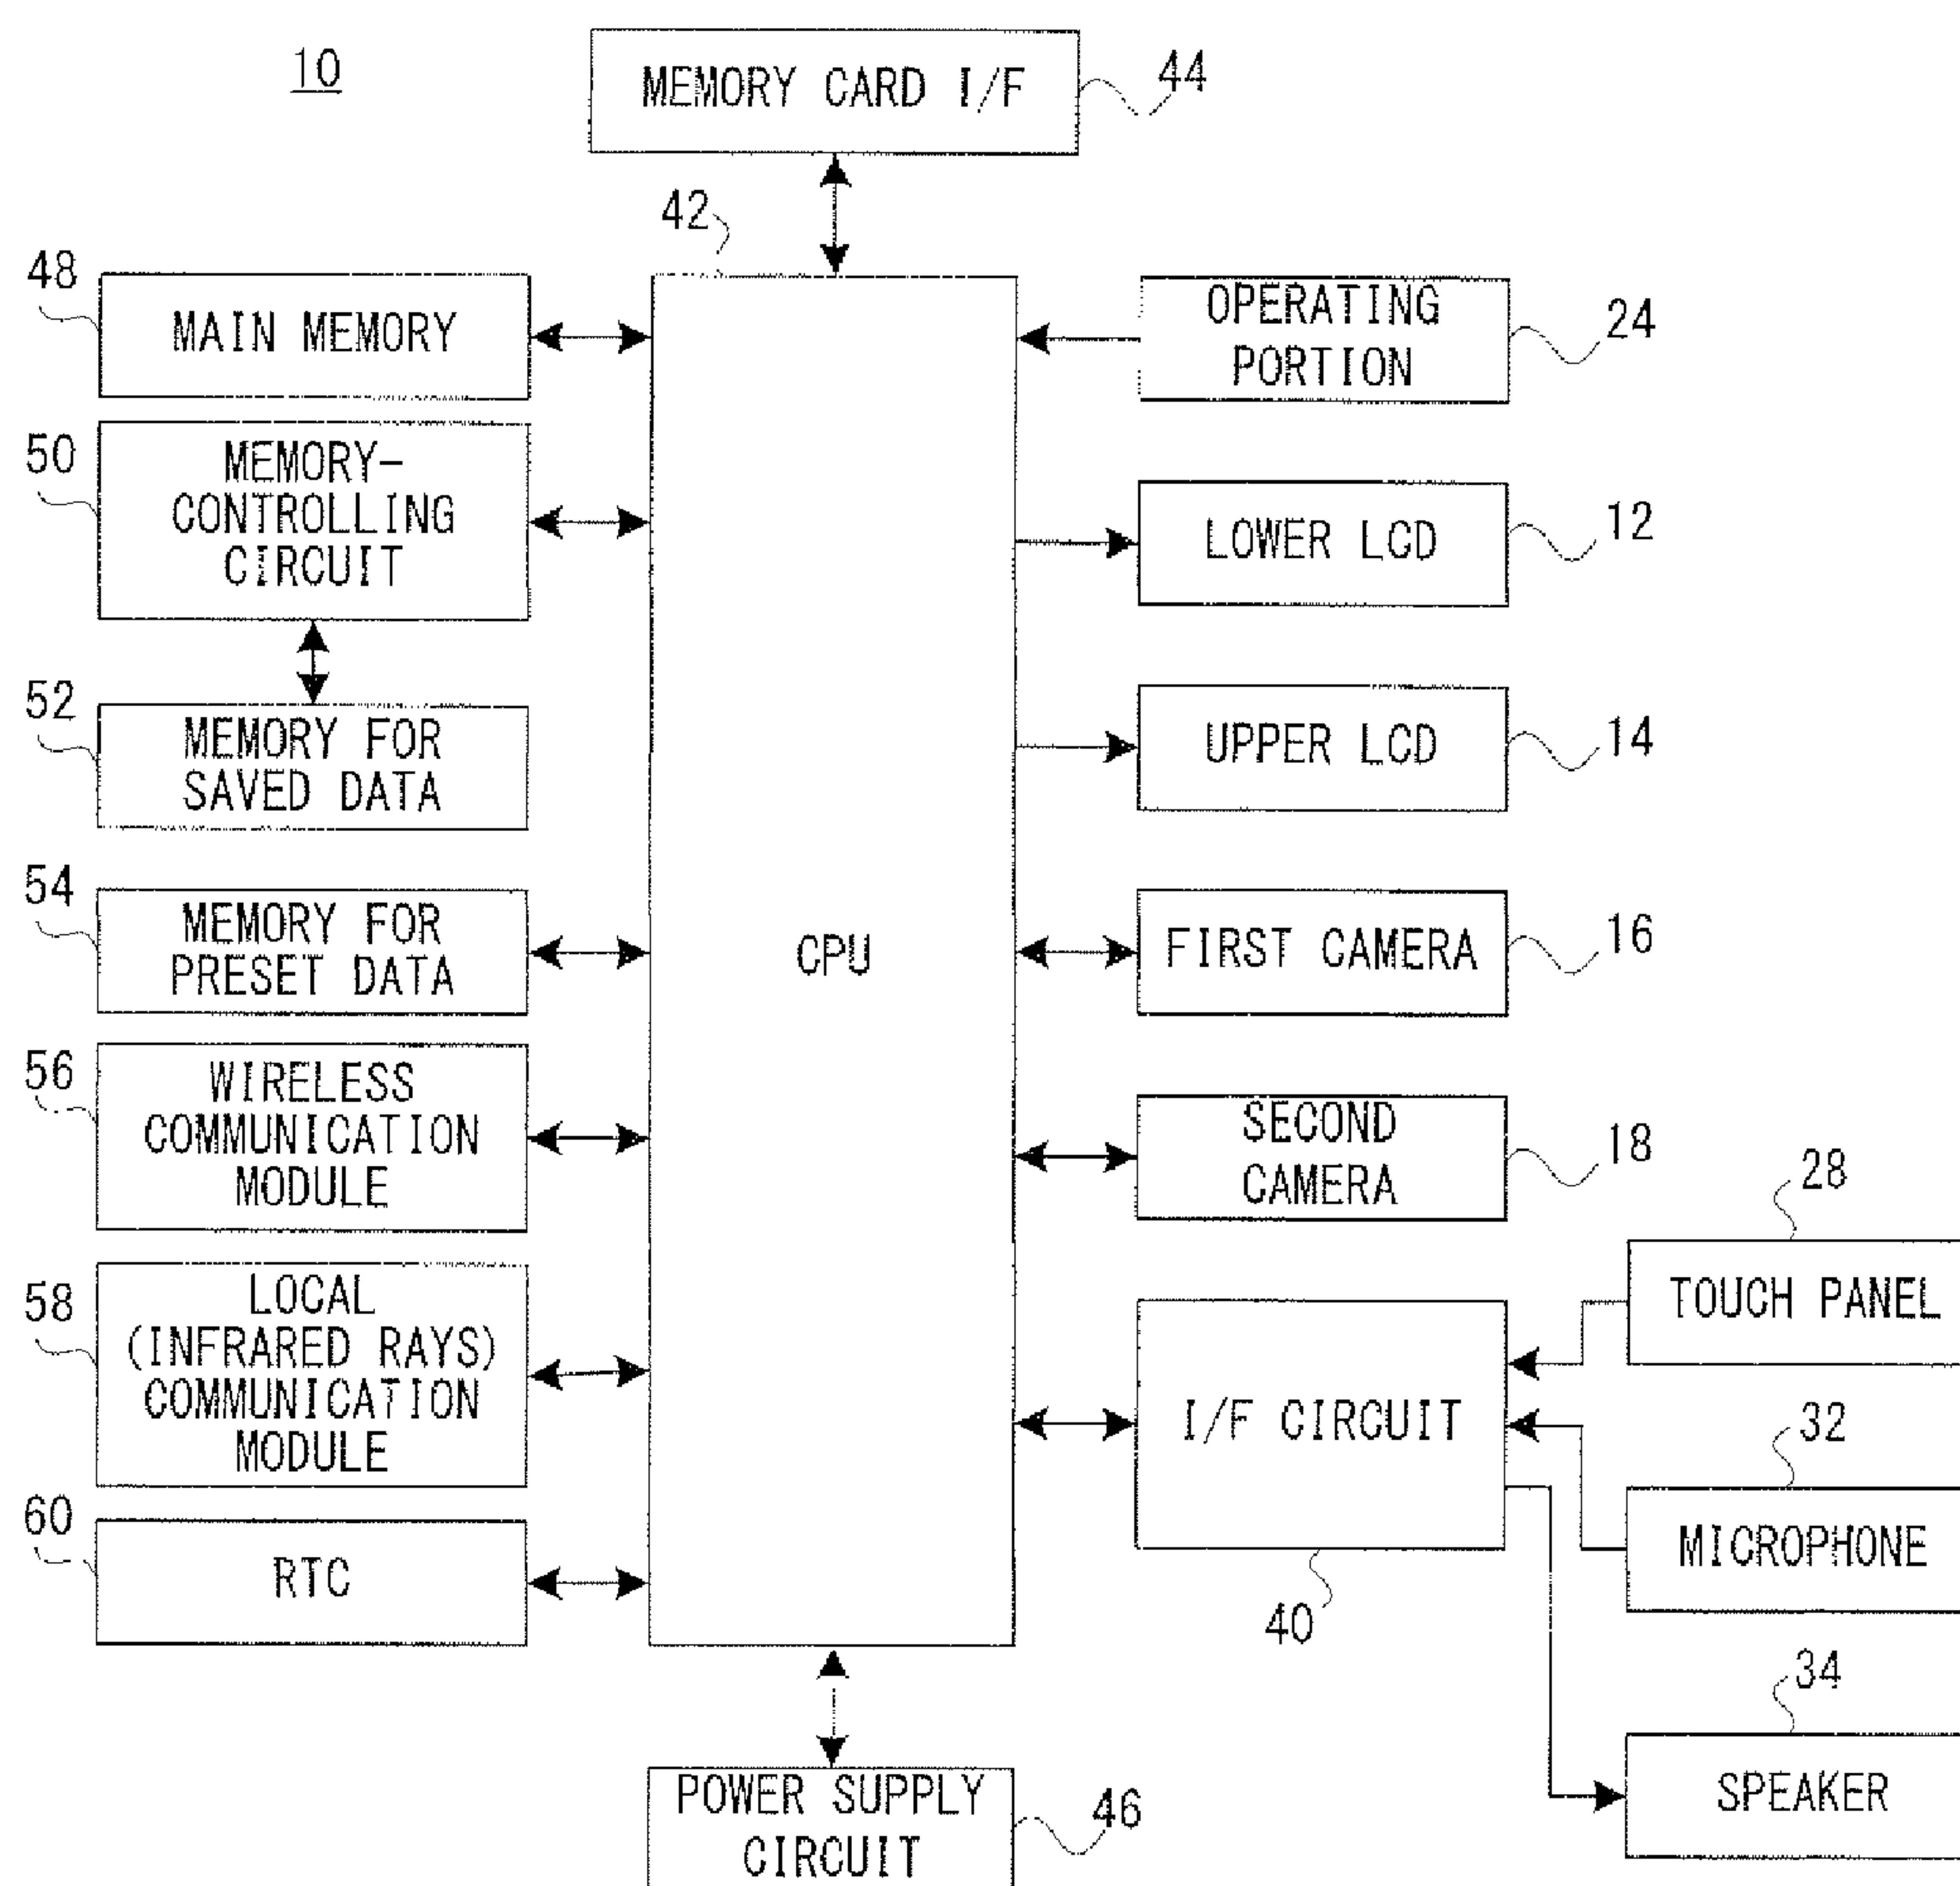 10
MEMORY CARD I/F
44
42
48
MAIN MEMORY
OPERATING
PORTION
24
50
MEMORY-
CONTROLLING
CIRCUIT
LOWER LCD
12
52
MEMORY FOR
SAVED DATA
UPPER LCD
14
54
MEMORY FOR
PRESET DATA
CPU
FIRST CAMERA
16
56
WIRELESS
COMMUNICATION
MODULE
SECOND
CAMERA
18
28
TOUCH PANEL
58
LOCAL
(INFRARED RAYS)
COMMUNICATION
MODULE
I/F CIRCUIT
40
32
MICROPHONE
60
RTC
34
SPEAKER
POWER SUPPLY
CIRCUIT
46